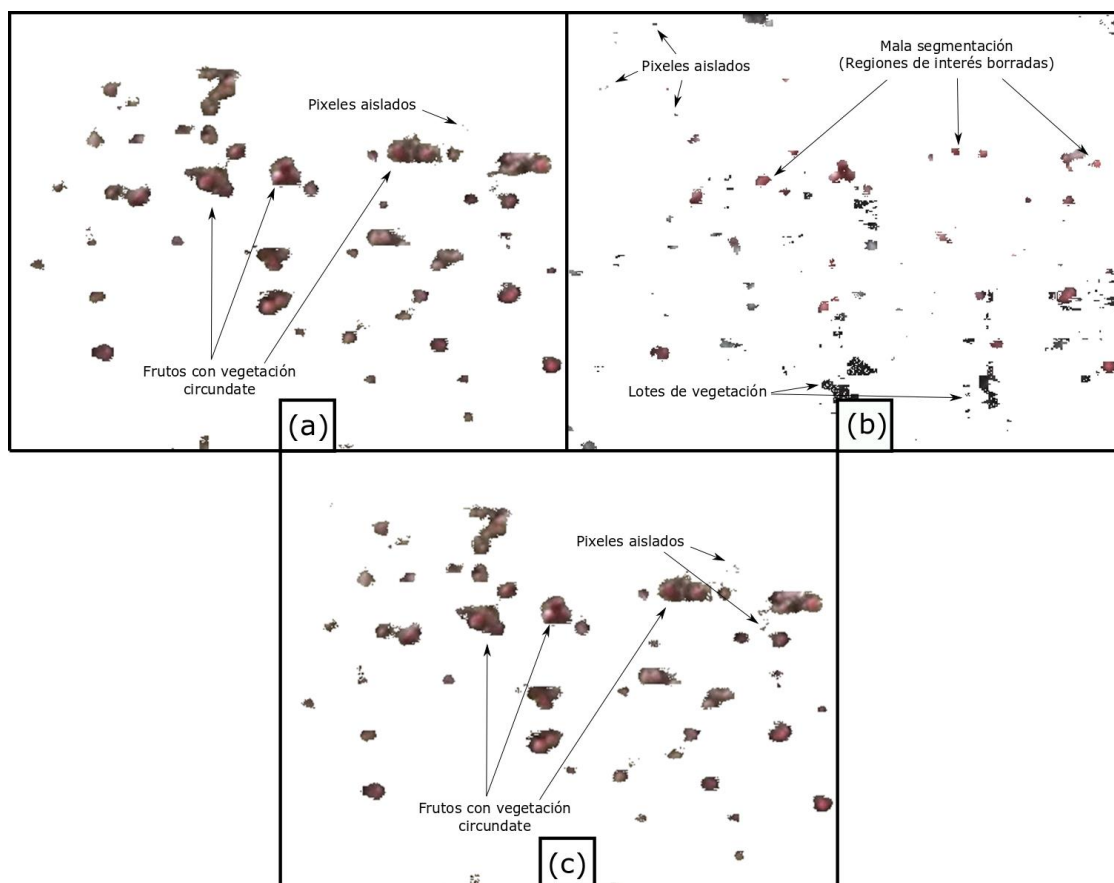 Pixeles aislados
Frutos con vegetación
circundate
(a)
Pixeles aislados
Mala segmentación
(Regiones de interés borradas)
Lotes de vegetación
(b)
Pixeles aislados
Frutos con vegetación
circundate
(c)